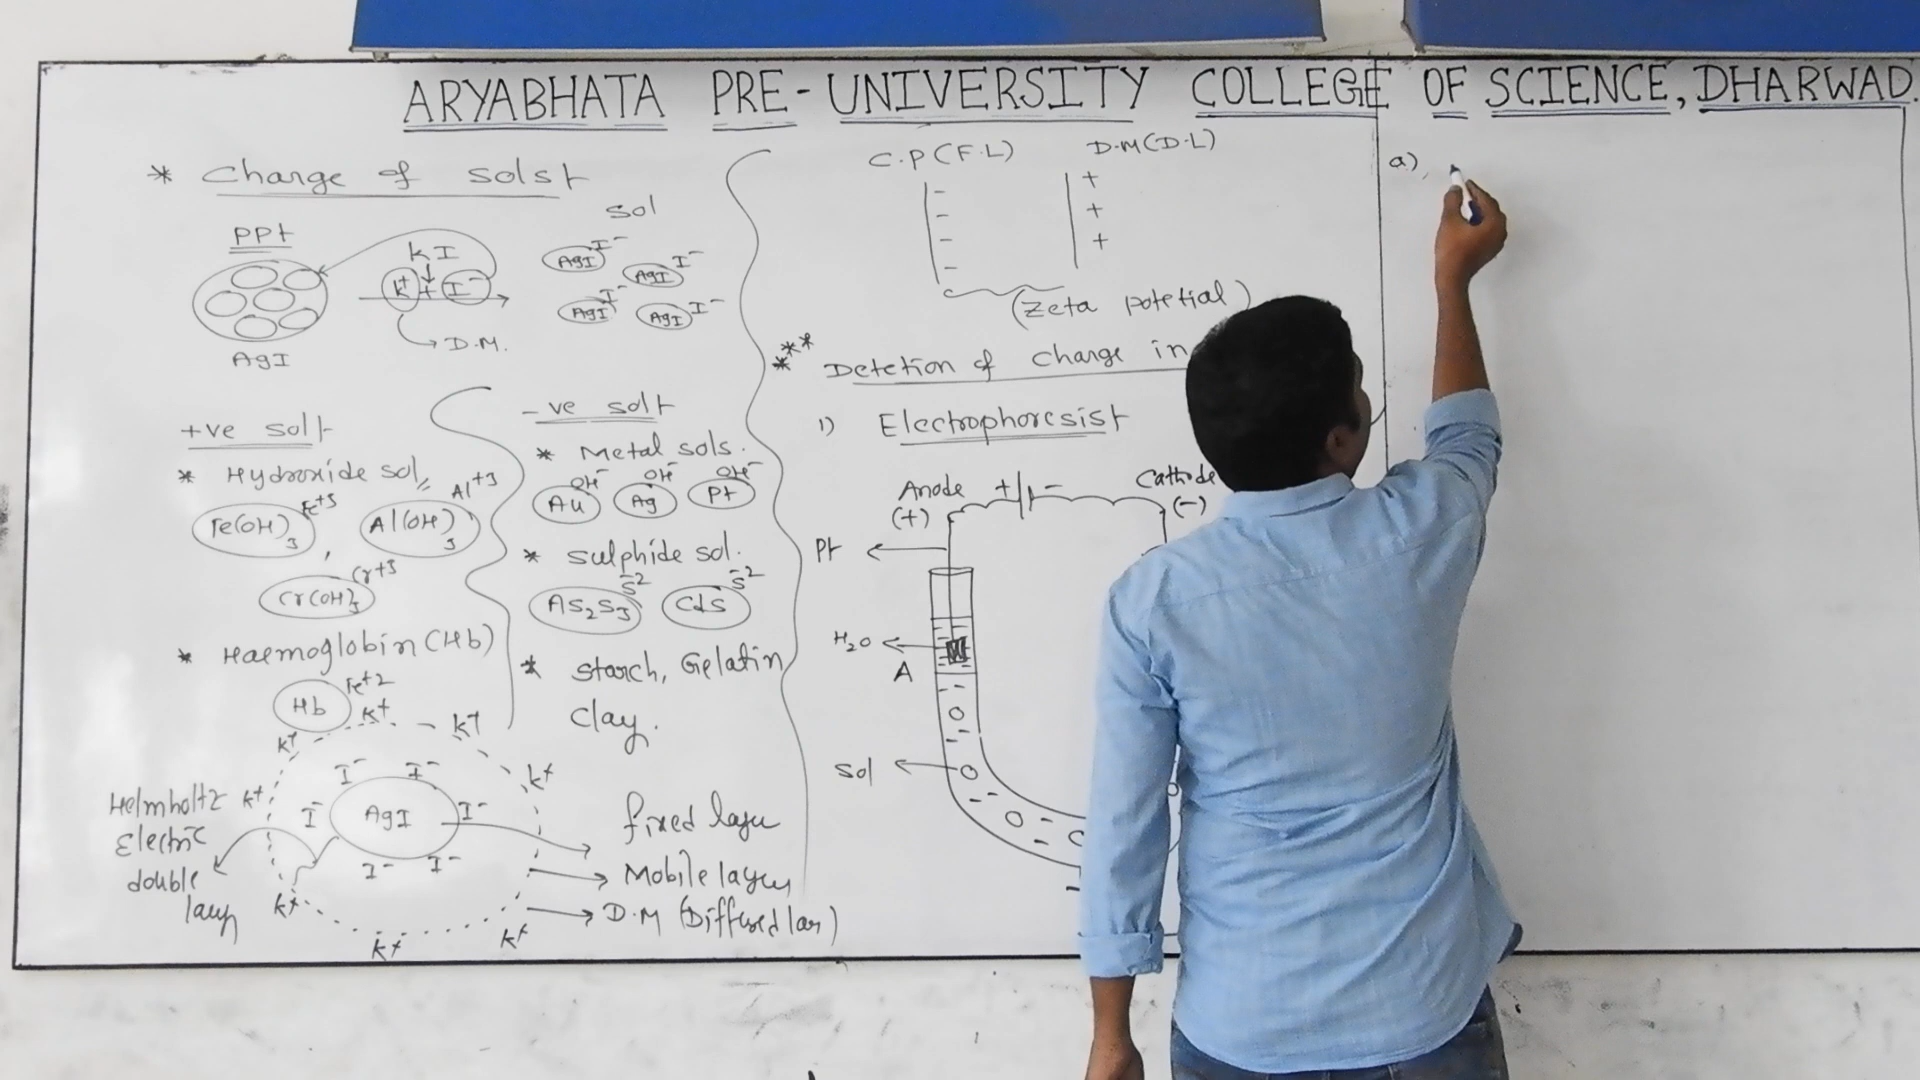 ARYABHATA PRE-UNIVERSITY COLLEGE OF SCIENCE, DHARWAD.
* Charge of sols↑
PPt
AgI
KI
K+ + I-
D.M.
sol
AgI I-
AgI I-
AgI I-
AgI I-
+ve sol↑
* Hydroxide sol,
Fe(OH)3 Fe+3, Al(OH)3 Al+3
Cr(OH)3 Cr+3
* Haemoglobin (Hb)
Hb Fe+2
-ve sol↑
* Metal sols.
Au OH- Ag OH- Pt OH-
* Sulphide sol.
As2S3 S-2 CdS S-2
* Starch, Gelatin
Clay.
K+ K+
K+ K+
K+
I- I-
I- AgI I-
I- I-
K+ K+ K+
Helmholtz
Electric
double
layer
fixed layer
Mobile layer
D.M (Diffused lar)
C.P (F.L) D.M (D.L)
- +
- +
- +
-
(Zeta potetial)
*** Detetion of charge in
1) Electrophoresis↑
Anode + - Cathode
(+) (-)
Pt
H2O
A
Sol
a)